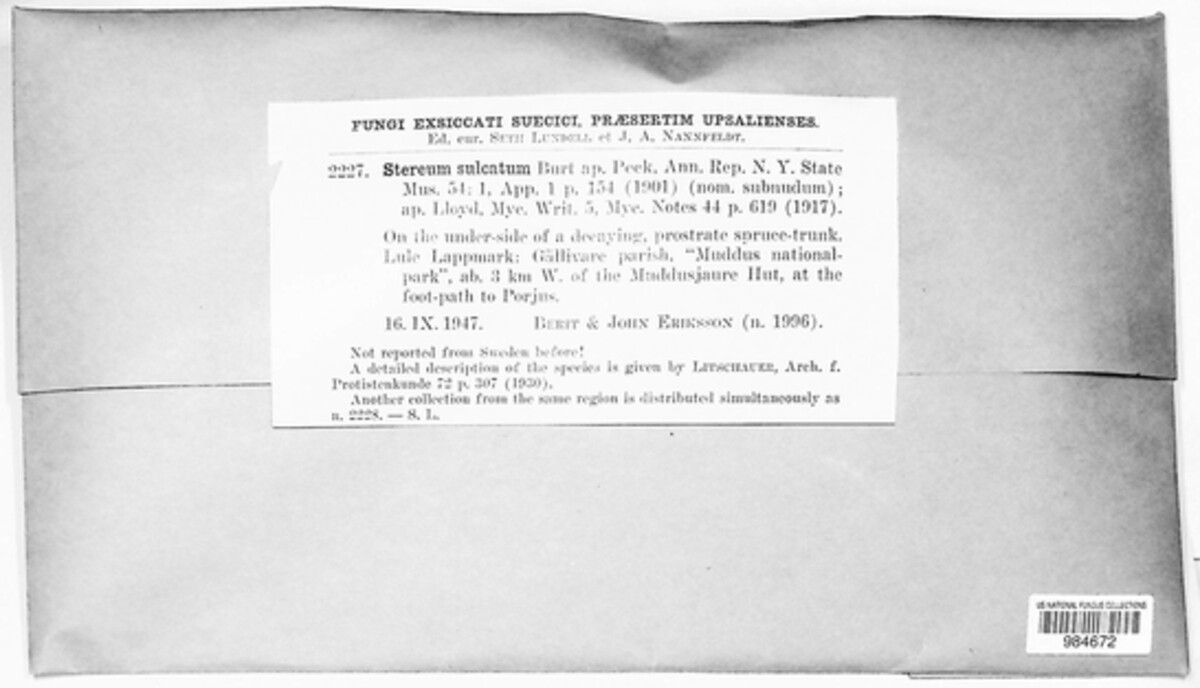 FUNGI EXSICCATI SUECICI, PRÆSERTIM UPSALIENSES.
Ed. cur. SETH LUNDELL et J. A. NANNFELDT.
2227. Stereum sulcatum Burt ap. Peck, Ann. Rep. N. Y. State
Mus. 54: 1, App. 1 p. 154 (1901) (nom. subnudum);
ap. Lloyd, Myc. Writ. 5, Myc. Notes 44 p. 619 (1917).
On the under-side of a decaying, prostrate spruce-trunk.
Lule Lappmark: Gällivare parish, "Muddus national-
park", ab. 3 km W. of the Muddusjaure Hut, at the
foot-path to Porjus.
16. IX. 1947. BERIT & JOHN ERIKSSON (n. 1996).
Not reported from Sweden before!
A detailed description of the species is given by LITSCHAUER, Arch. f.
Protistenkunde 72 p. 307 (1930).
Another collection from the same region is distributed simultaneously as
n. 2228. — S. L.
US NATIONAL FUNGUS COLLECTIONS
984672